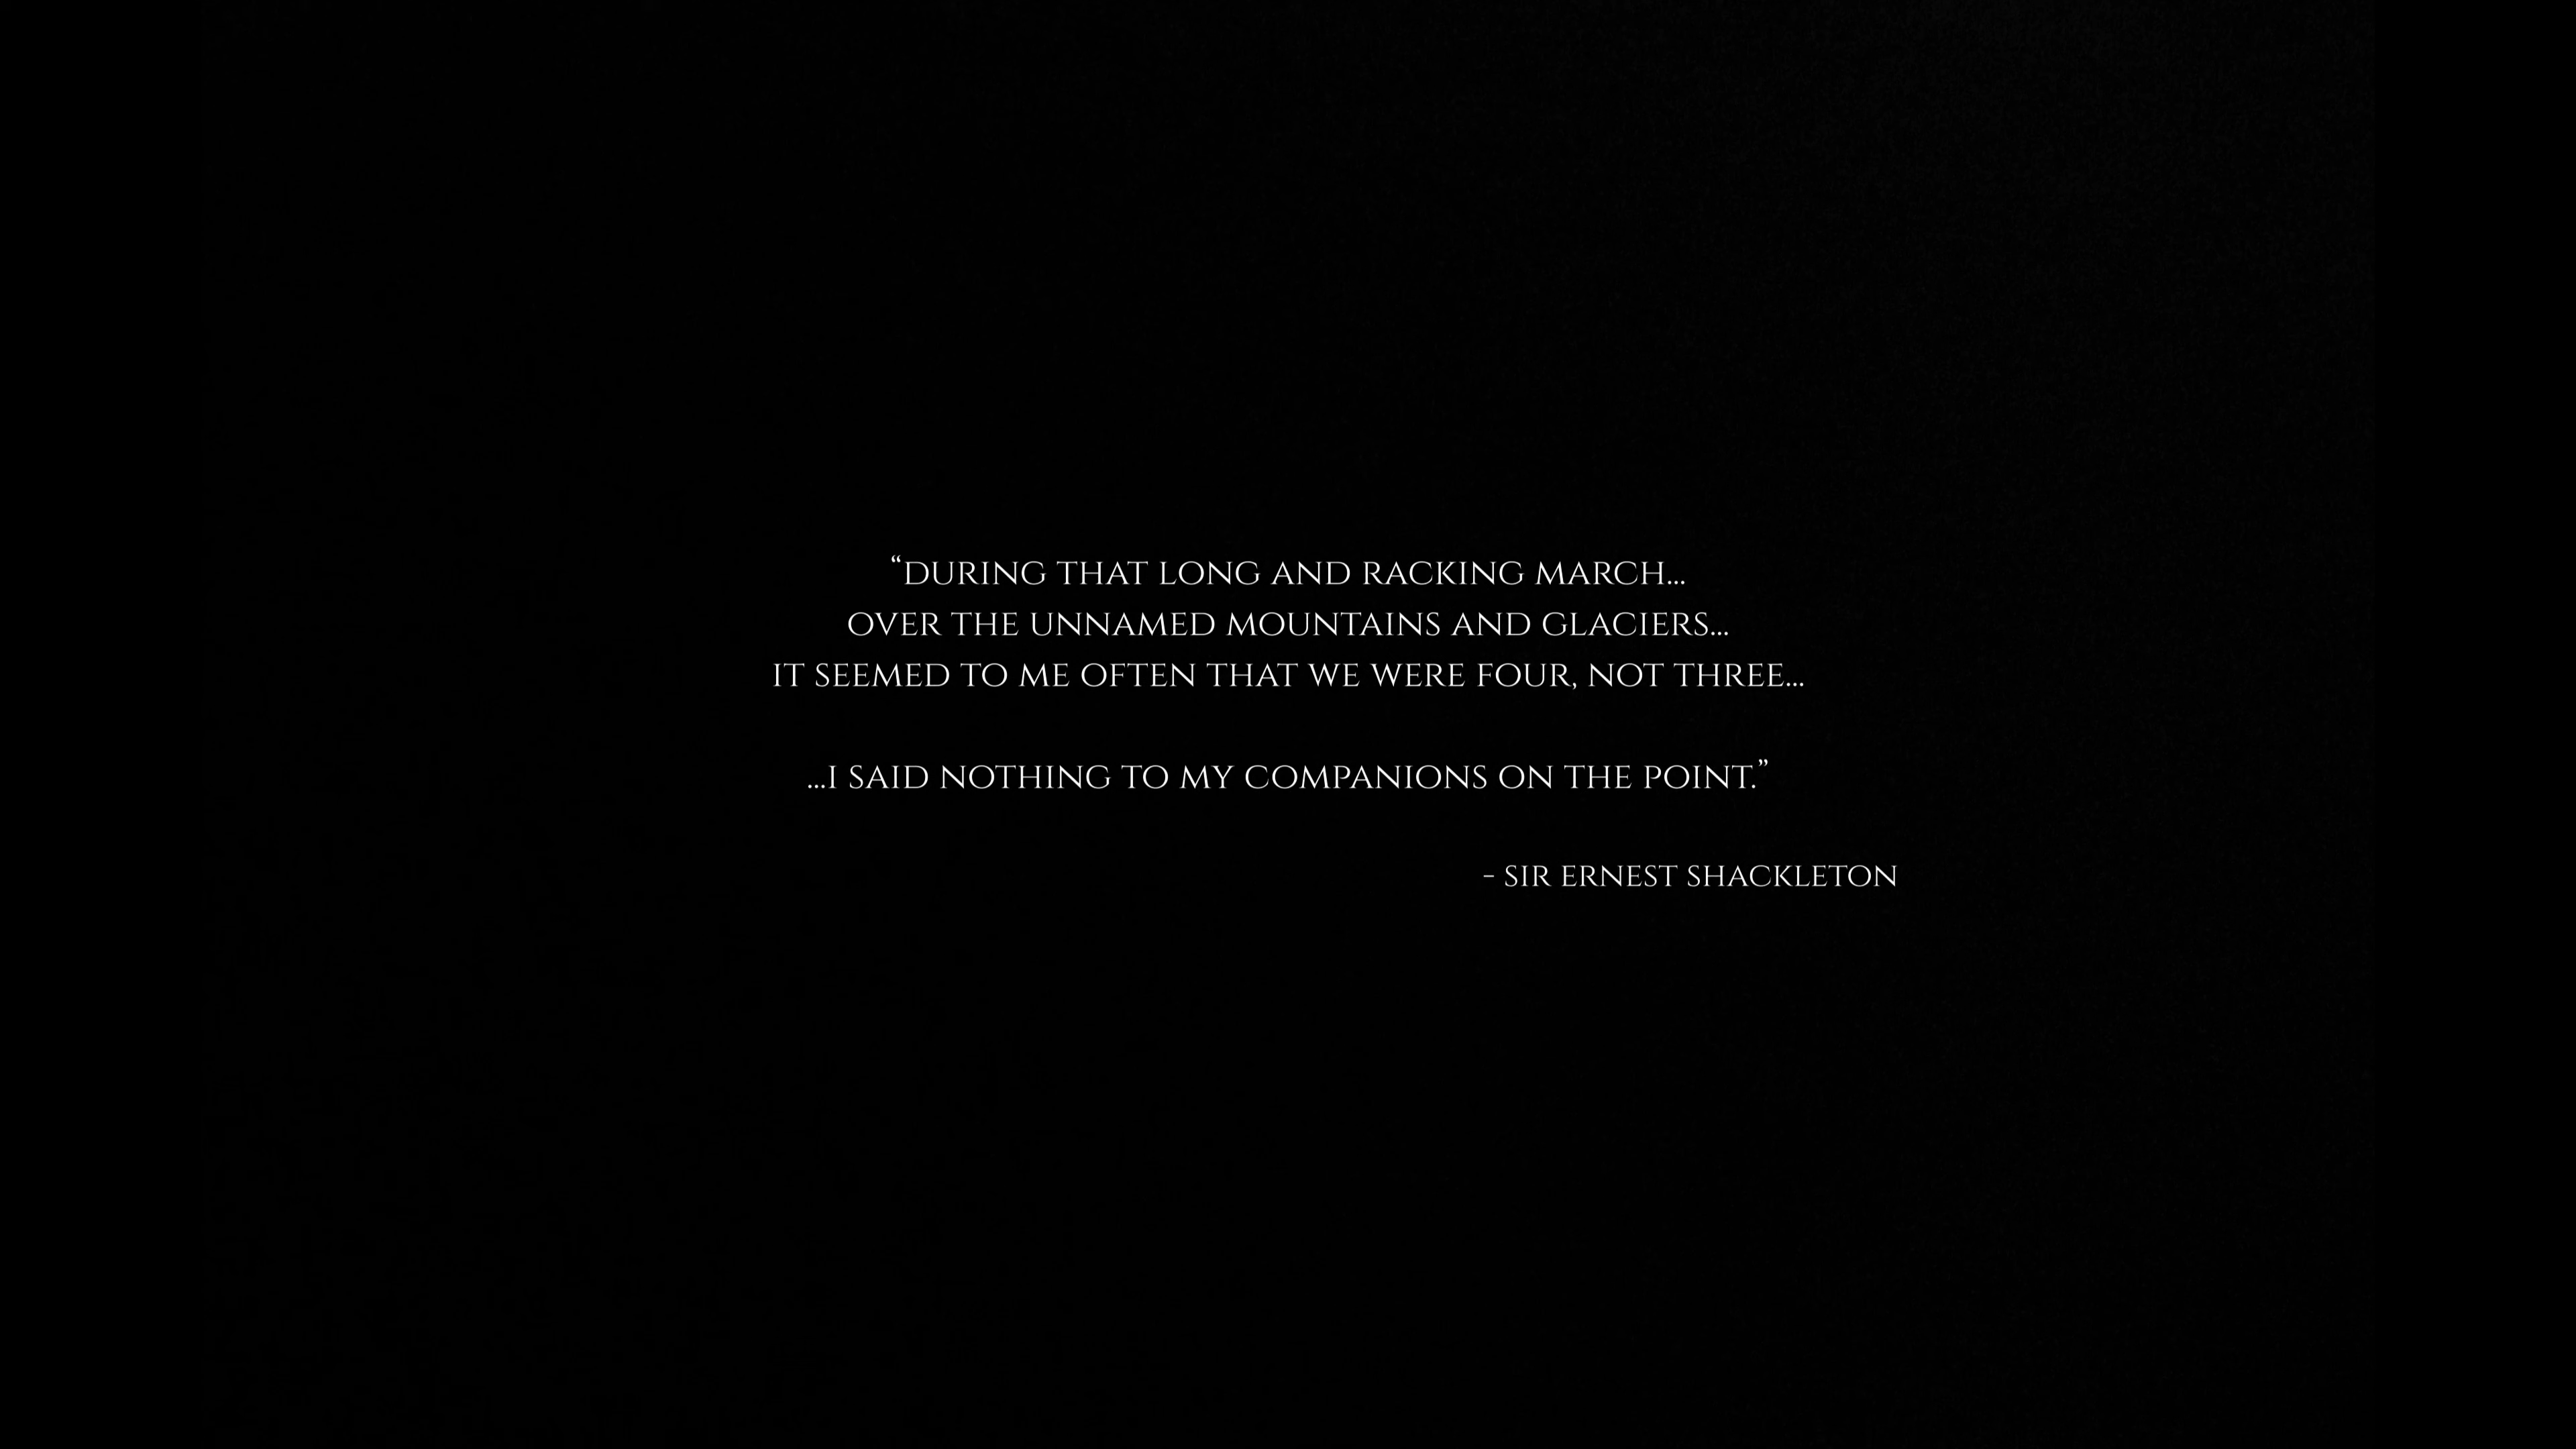 “DURING THAT LONG AND RACKING MARCH...
OVER THE UNNAMED MOUNTAINS AND GLACIERS...
IT SEEMED TO ME OFTEN THAT WE WERE FOUR, NOT THREE...
...I SAID NOTHING TO MY COMPANIONS ON THE POINT.”
- SIR ERNEST SHACKLETON